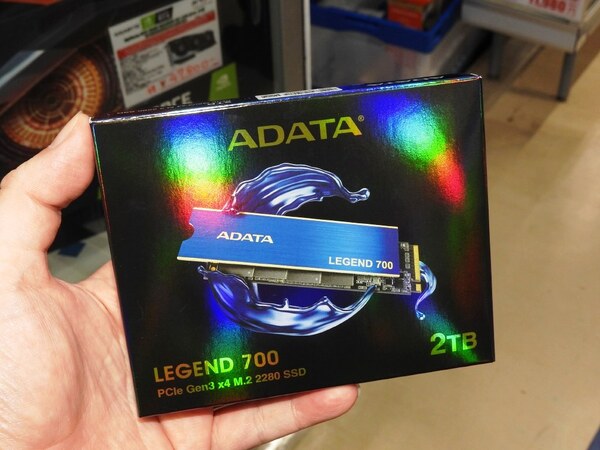 ADATA®
ADATA
LEGEND 700
LEGEND 700
PCIe Gen3 x4 M.2 2280 SSD
2TB